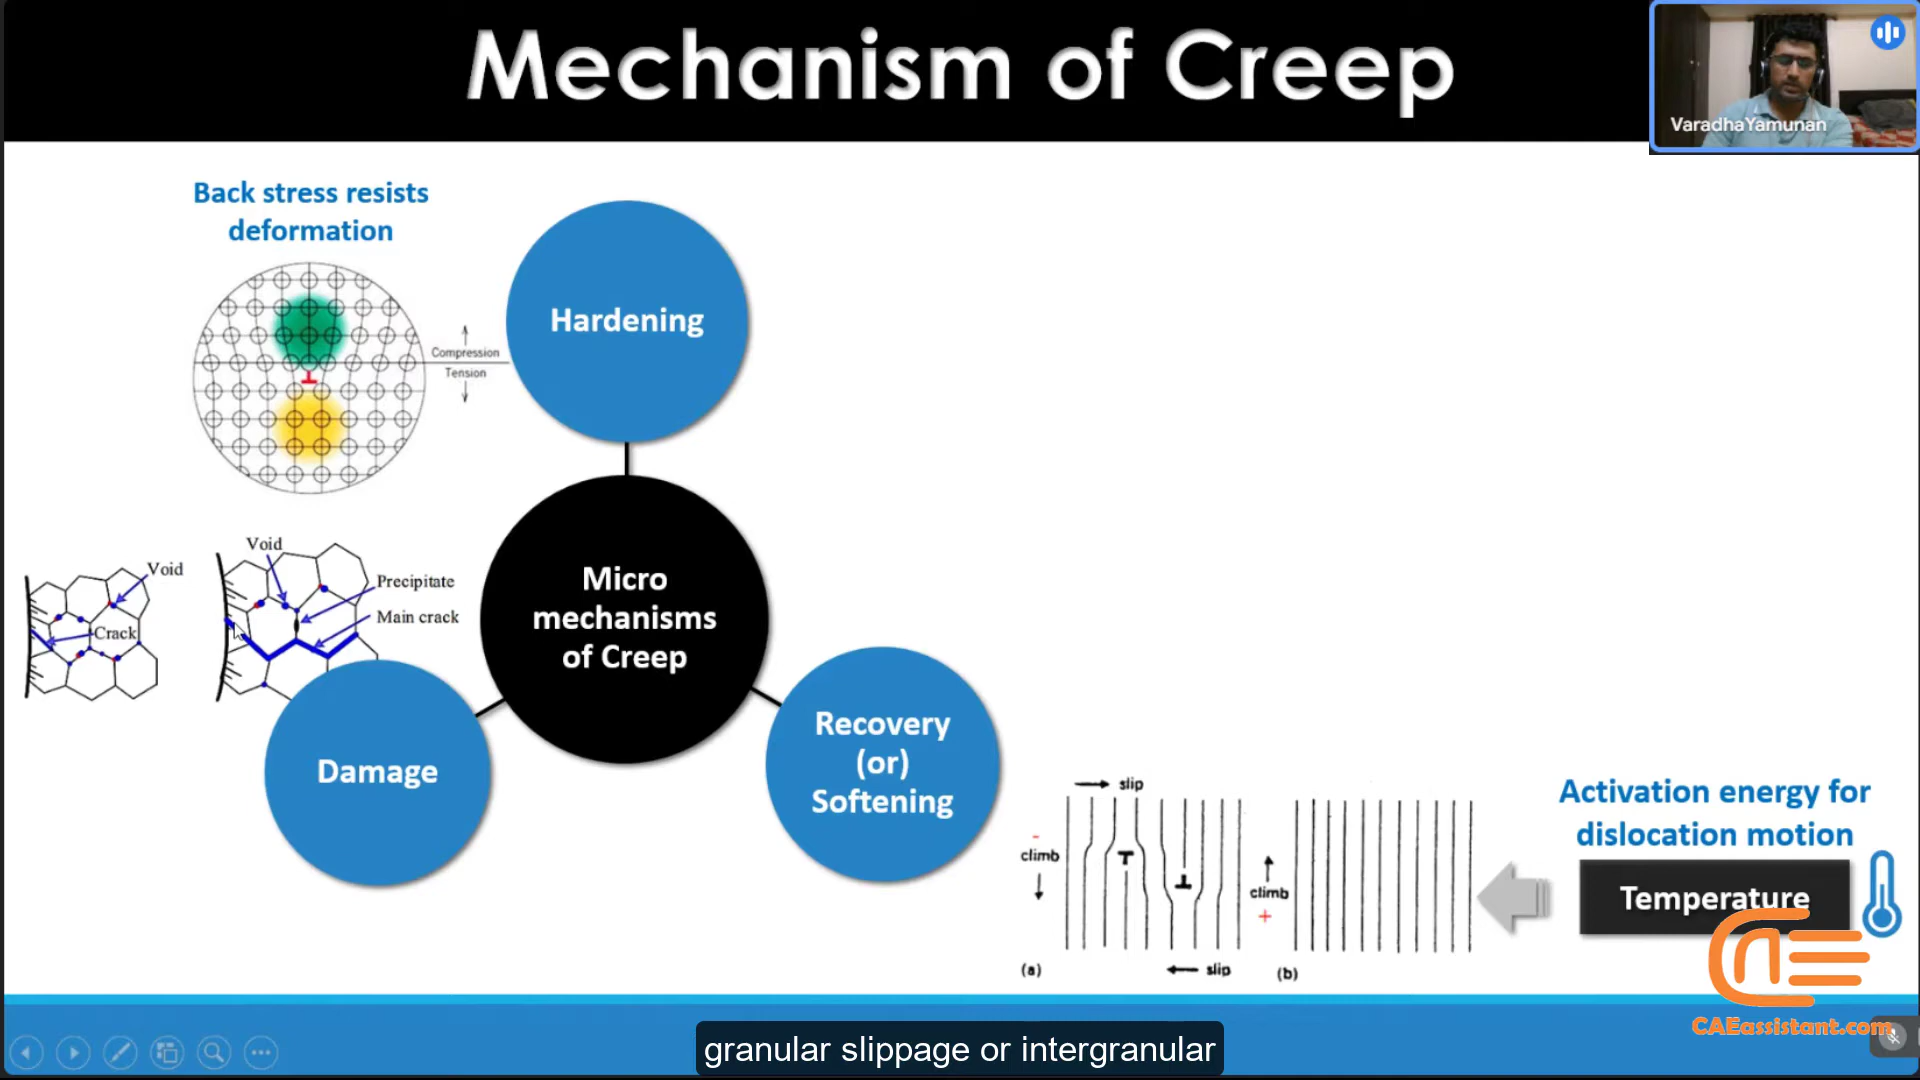 Mechanism of Creep
VaradhaYamunan
Back stress resists
deformation
Compression
Tension
Hardening
Void
Crack
Void
Precipitate
Main crack
Micro
mechanisms
of Creep
Damage
Recovery
(or)
Softening
slip
-
climb
climb
+
(a)
slip
(b)
Activation energy for
dislocation motion
Temperature
CAEassistant.com
granular slippage or intergranular